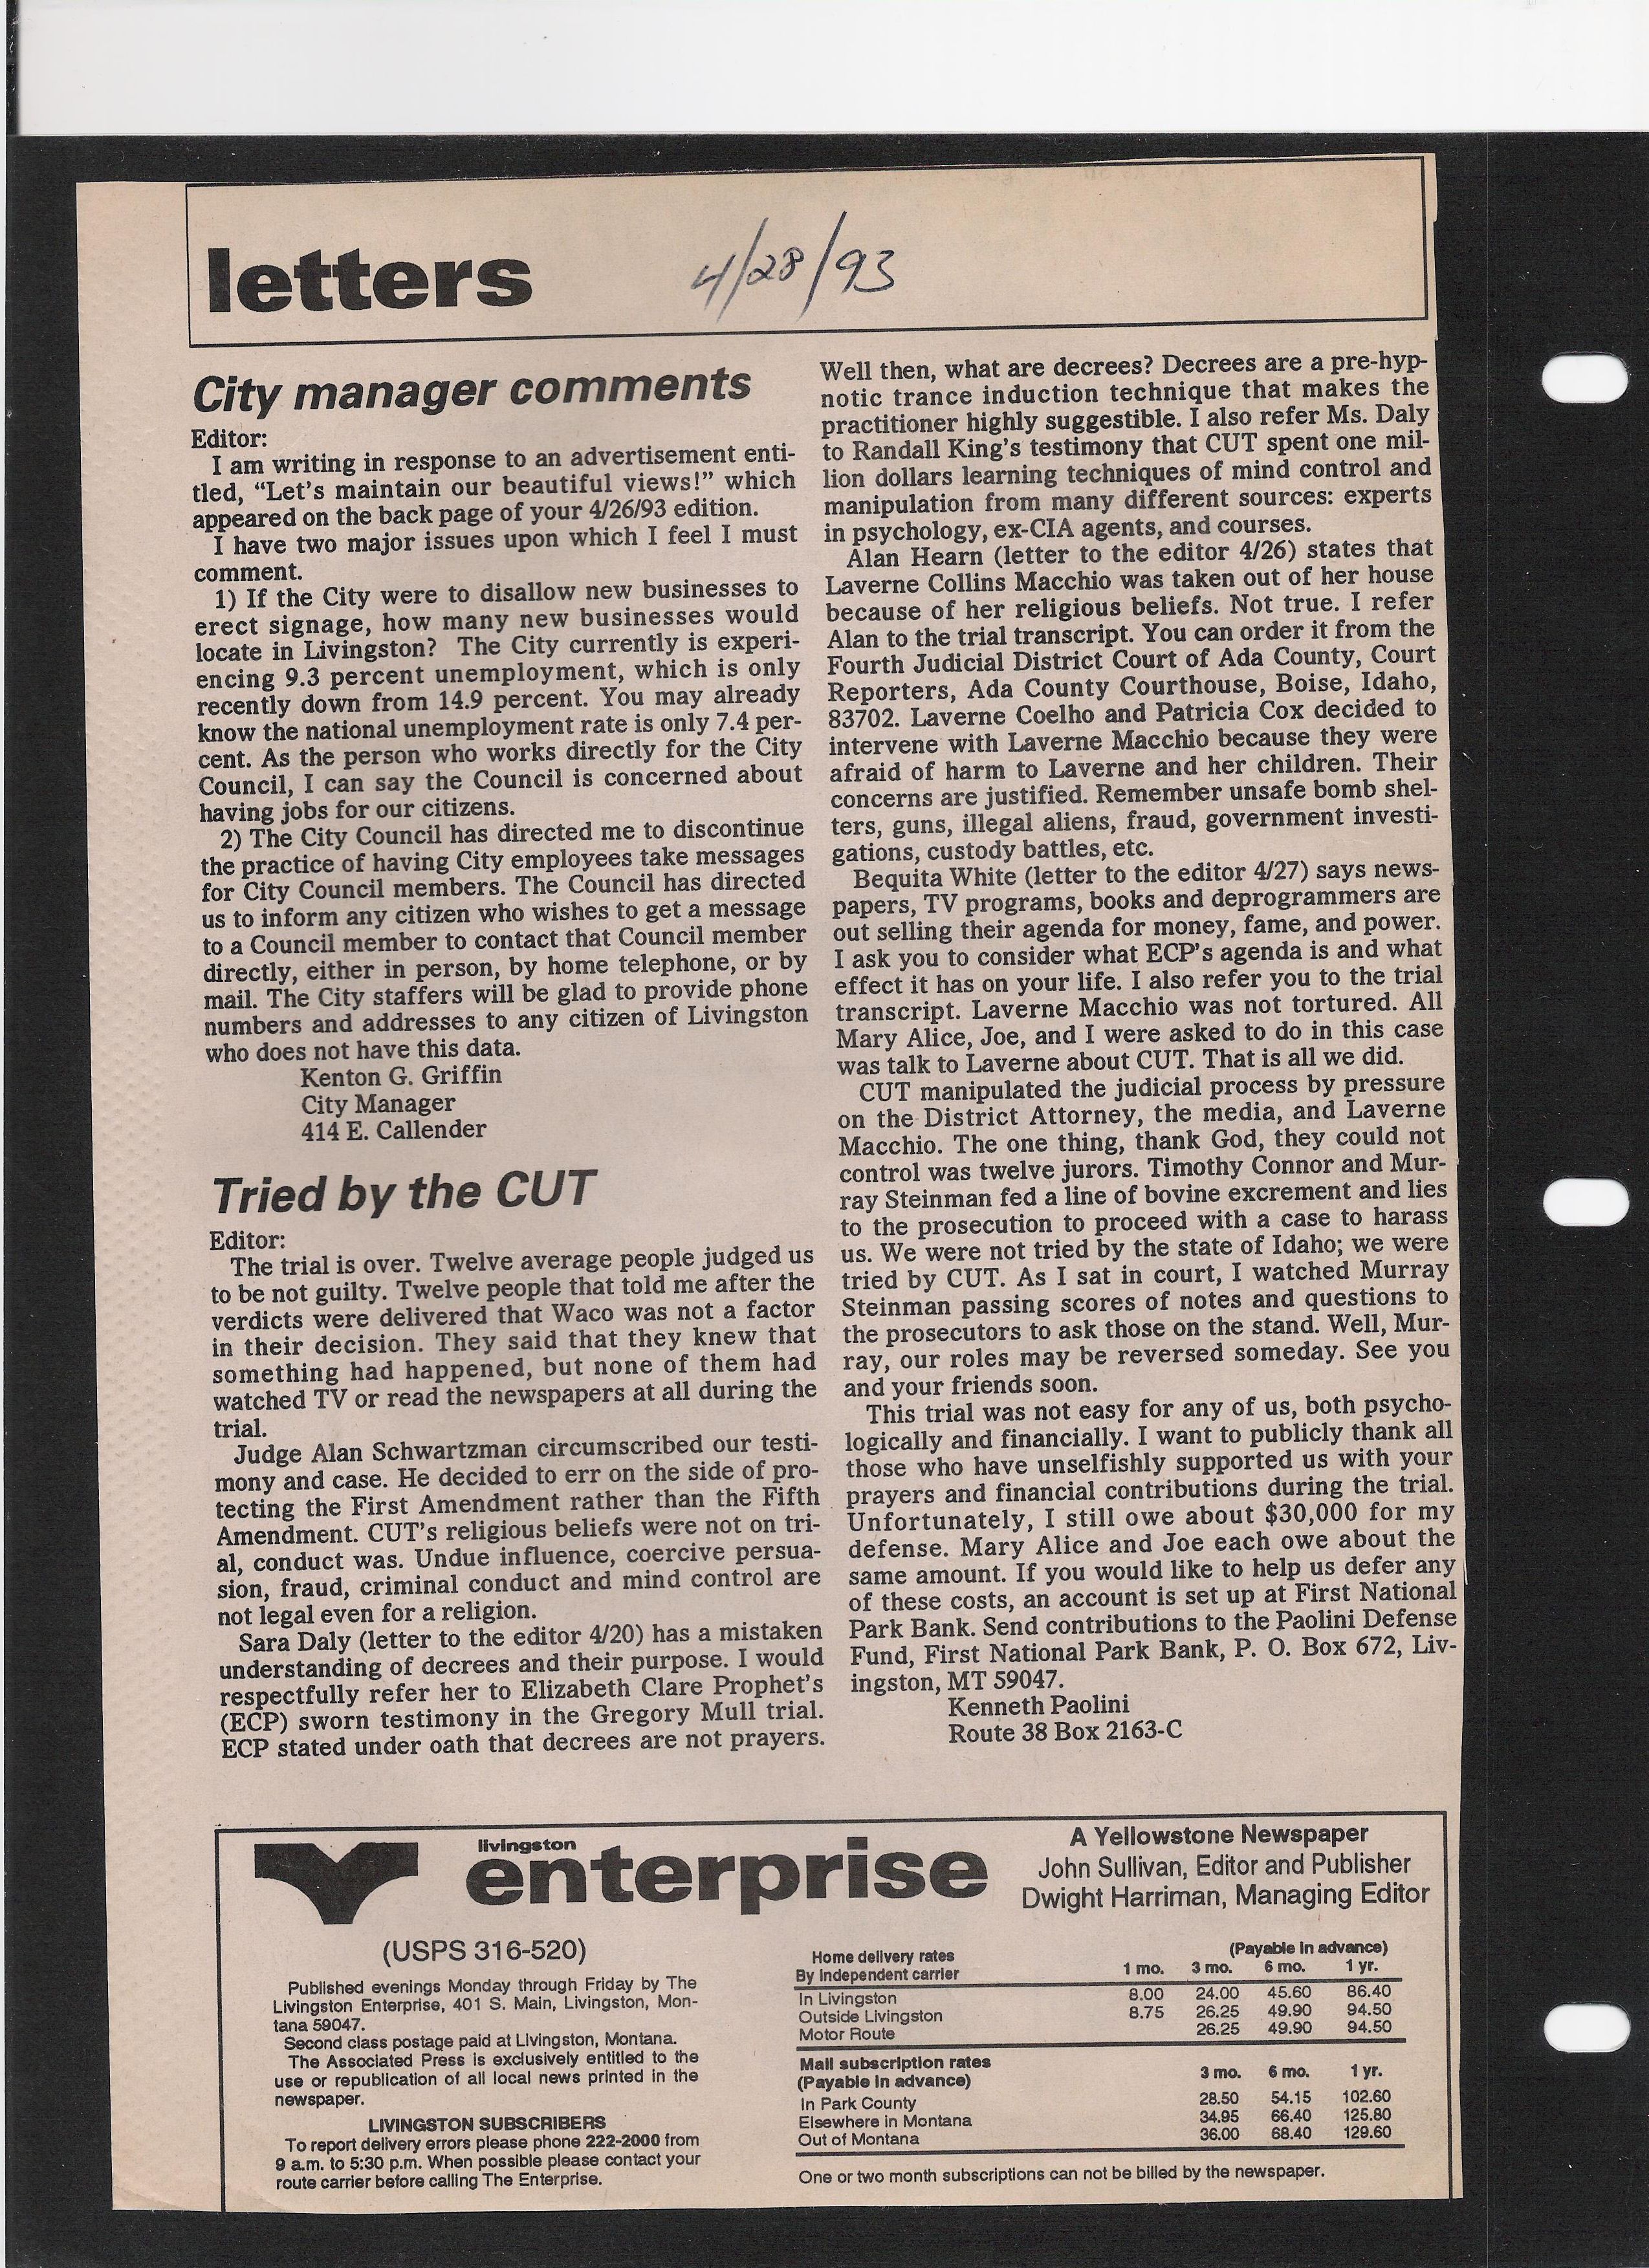 letters
4/28/93
City manager comments
Editor:
I am writing in response to an advertisement enti-
tled, “Let’s maintain our beautiful views!” which
appeared on the back page of your 4/26/93 edition.
I have two major issues upon which I feel I must
comment.
1) If the City were to disallow new businesses to
erect signage, how many new businesses would
locate in Livingston? The City currently is experi-
encing 9.3 percent unemployment, which is only
recently down from 14.9 percent. You may already
know the national unemployment rate is only 7.4 per-
cent. As the person who works directly for the City
Council, I can say the Council is concerned about
having jobs for our citizens.
2) The City Council has directed me to discontinue
the practice of having City employees take messages
for City Council members. The Council has directed
us to inform any citizen who wishes to get a message
to a Council member to contact that Council member
directly, either in person, by home telephone, or by
mail. The City staffers will be glad to provide phone
numbers and addresses to any citizen of Livingston
who does not have this data.
Kenton G. Griffin
City Manager
414 E. Callender
Tried by the CUT
Editor:
The trial is over. Twelve average people judged us
to be not guilty. Twelve people that told me after the
verdicts were delivered that Waco was not a factor
in their decision. They said that they knew that
something had happened, but none of them had
watched TV or read the newspapers at all during the
trial.
Judge Alan Schwartzman circumscribed our testi-
mony and case. He decided to err on the side of pro-
tecting the First Amendment rather than the Fifth
Amendment. CUT’s religious beliefs were not on tri-
al, conduct was. Undue influence, coercive persua-
sion, fraud, criminal conduct and mind control are
not legal even for a religion.
Sara Daly (letter to the editor 4/20) has a mistaken
understanding of decrees and their purpose. I would
respectfully refer her to Elizabeth Clare Prophet’s
(ECP) sworn testimony in the Gregory Mull trial.
ECP stated under oath that decrees are not prayers.
Well then, what are decrees? Decrees are a pre-hyp-
notic trance induction technique that makes the
practitioner highly suggestible. I also refer Ms. Daly
to Randall King’s testimony that CUT spent one mil-
lion dollars learning techniques of mind control and
manipulation from many different sources: experts
in psychology, ex-CIA agents, and courses.
Alan Hearn (letter to the editor 4/26) states that
Laverne Collins Macchio was taken out of her house
because of her religious beliefs. Not true. I refer
Alan to the trial transcript. You can order it from the
Fourth Judicial District Court of Ada County, Court
Reporters, Ada County Courthouse, Boise, Idaho,
83702. Laverne Coelho and Patricia Cox decided to
intervene with Laverne Macchio because they were
afraid of harm to Laverne and her children. Their
concerns are justified. Remember unsafe bomb shel-
ters, guns, illegal aliens, fraud, government investi-
gations, custody battles, etc.
Bequita White (letter to the editor 4/27) says news-
papers, TV programs, books and deprogrammers are
out selling their agenda for money, fame, and power.
I ask you to consider what ECP’s agenda is and what
effect it has on your life. I also refer you to the trial
transcript. Laverne Macchio was not tortured. All
Mary Alice, Joe, and I were asked to do in this case
was talk to Laverne about CUT. That is all we did.
CUT manipulated the judicial process by pressure
on the District Attorney, the media, and Laverne
Macchio. The one thing, thank God, they could not
control was twelve jurors. Timothy Connor and Mur-
ray Steinman fed a line of bovine excrement and lies
to the prosecution to proceed with a case to harass
us. We were not tried by the state of Idaho; we were
tried by CUT. As I sat in court, I watched Murray
Steinman passing scores of notes and questions to
the prosecutors to ask those on the stand. Well, Mur-
ray, our roles may be reversed someday. See you
and your friends soon.
This trial was not easy for any of us, both psycho-
logically and financially. I want to publicly thank all
those who have unselfishly supported us with your
prayers and financial contributions during the trial.
Unfortunately, I still owe about $30,000 for my
defense. Mary Alice and Joe each owe about the
same amount. If you would like to help us defer any
of these costs, an account is set up at First National
Park Bank. Send contributions to the Paolini Defense
Fund, First National Park Bank, P. O. Box 672, Liv-
ingston, MT 59047.
Kenneth Paolini
Route 38 Box 2163-C
livingston
enterprise
A Yellowstone Newspaper
John Sullivan, Editor and Publisher
Dwight Harriman, Managing Editor
(USPS 316-520)
Published evenings Monday through Friday by The
Livingston Enterprise, 401 S. Main, Livingston, Mon-
tana 59047.
Second class postage paid at Livingston, Montana.
The Associated Press is exclusively entitled to the
use or republication of all local news printed in the
newspaper.
LIVINGSTON SUBSCRIBERS
To report delivery errors please phone 222-2000 from
9 a.m. to 5:30 p.m. When possible please contact your
route carrier before calling The Enterprise.
Home delivery rates (Payable in advance)
By independent carrier 1 mo. 3 mo. 6 mo. 1 yr.
In Livingston 8.00 24.00 45.60 86.40
Outside Livingston 8.75 26.25 49.90 94.50
Motor Route 26.25 49.90 94.50
Mail subscription rates
(Payable in advance) 3 mo. 6 mo. 1 yr.
In Park County 28.50 54.15 102.60
Elsewhere in Montana 34.95 66.40 125.80
Out of Montana 36.00 68.40 129.60
One or two month subscriptions can not be billed by the newspaper.